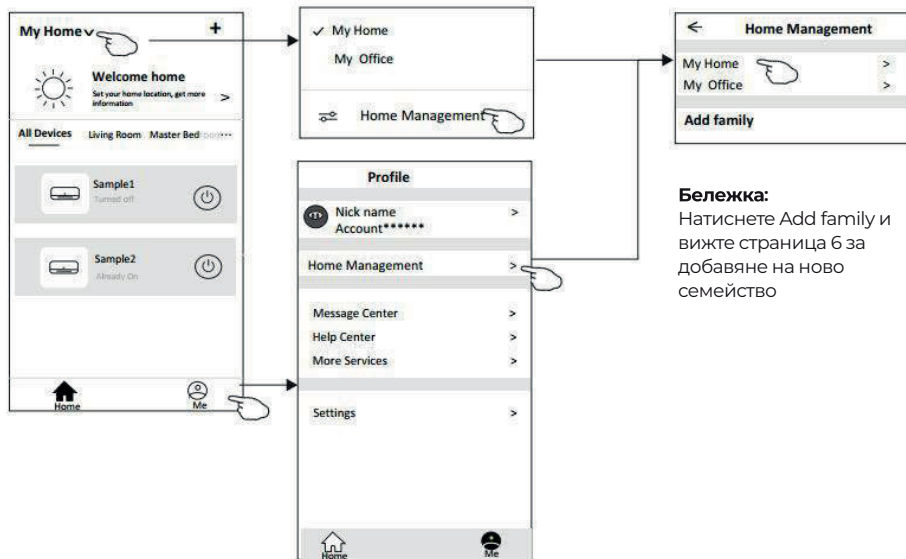 My Home
+
Welcome home
Set your home location, get more
information
>
All Devices Living Room Master Bed ...
Sample1
Turned off
Sample2
Already On
Home
Me
✓ My Home
My Office
Home Management
Profile
Nick name >
Account******
Home Management >
Message Center >
Help Center >
More Services >
Settings >
Home
Me
← Home Management
My Home >
My Office >
Add family
Бележка:
Натиснете Add family и
вижте страница 6 за
добавяне на ново
семейство